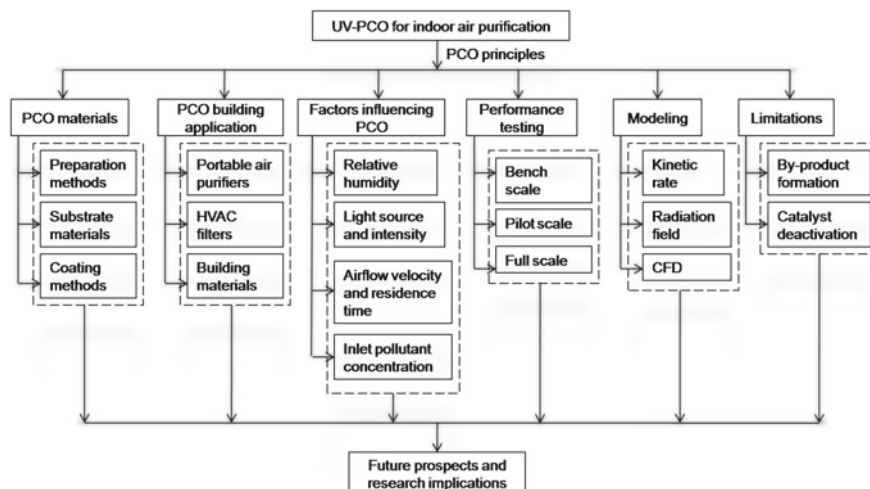 UV-PCO for indoor air purification
PCO principles
PCO materials
Preparation
methods
Substrate
materials
Coating
methods
PCO building
application
Portable air
purifiers
HVAC
filters
Building
materials
Factors influencing
PCO
Relative
humidity
Light source
and intensity
Airflow velocity
and residence
time
Inlet pollutant
concentration
Performance
testing
Bench
scale
Pilot scale
Full scale
Modeling
Kinetic
rate
Radiation
field
CFD
Limitations
By-product
formation
Catalyst
deactivation
Future prospects and
research implications